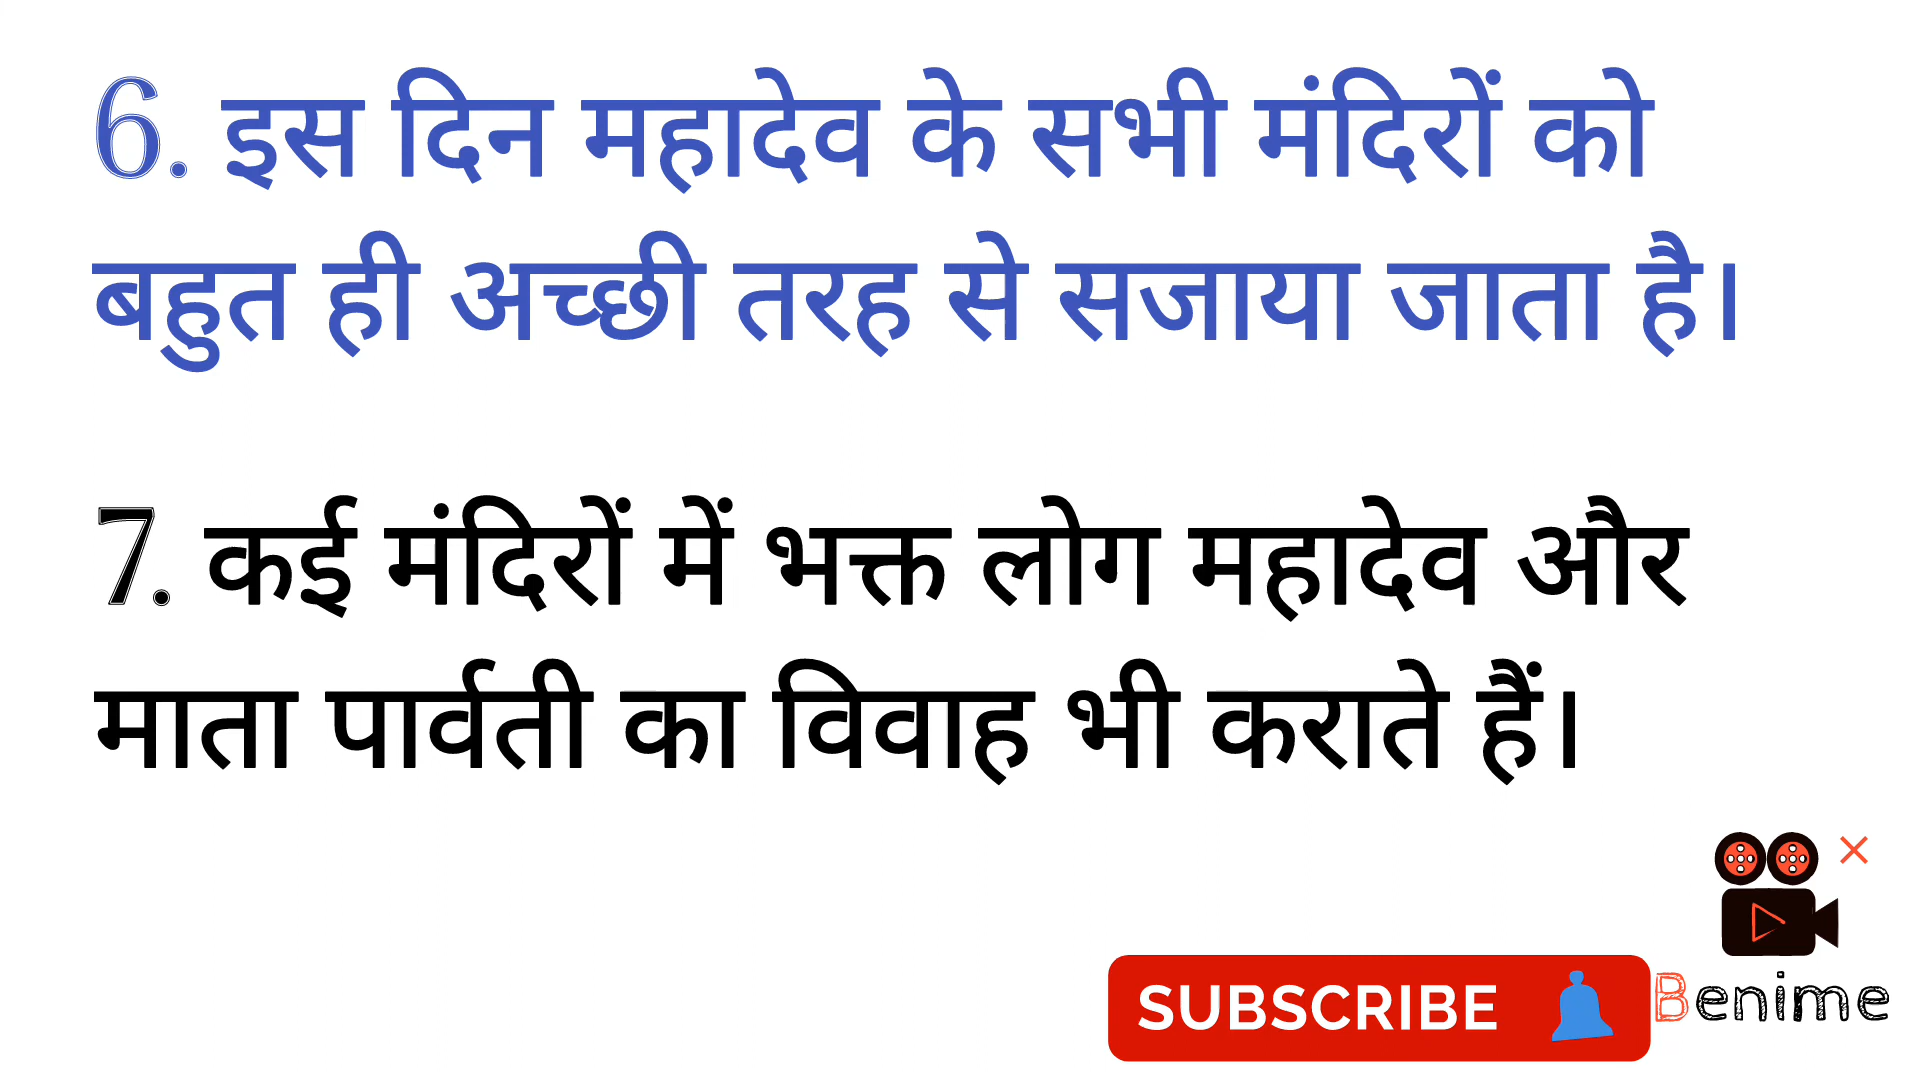 6. इस दिन महादेव के सभी मंदिरों को
बहुत ही अच्छी तरह से सजाया जाता है।
7. कई मंदिरों में भक्त लोग महादेव और
माता पार्वती का विवाह भी कराते हैं।
SUBSCRIBE
Benime